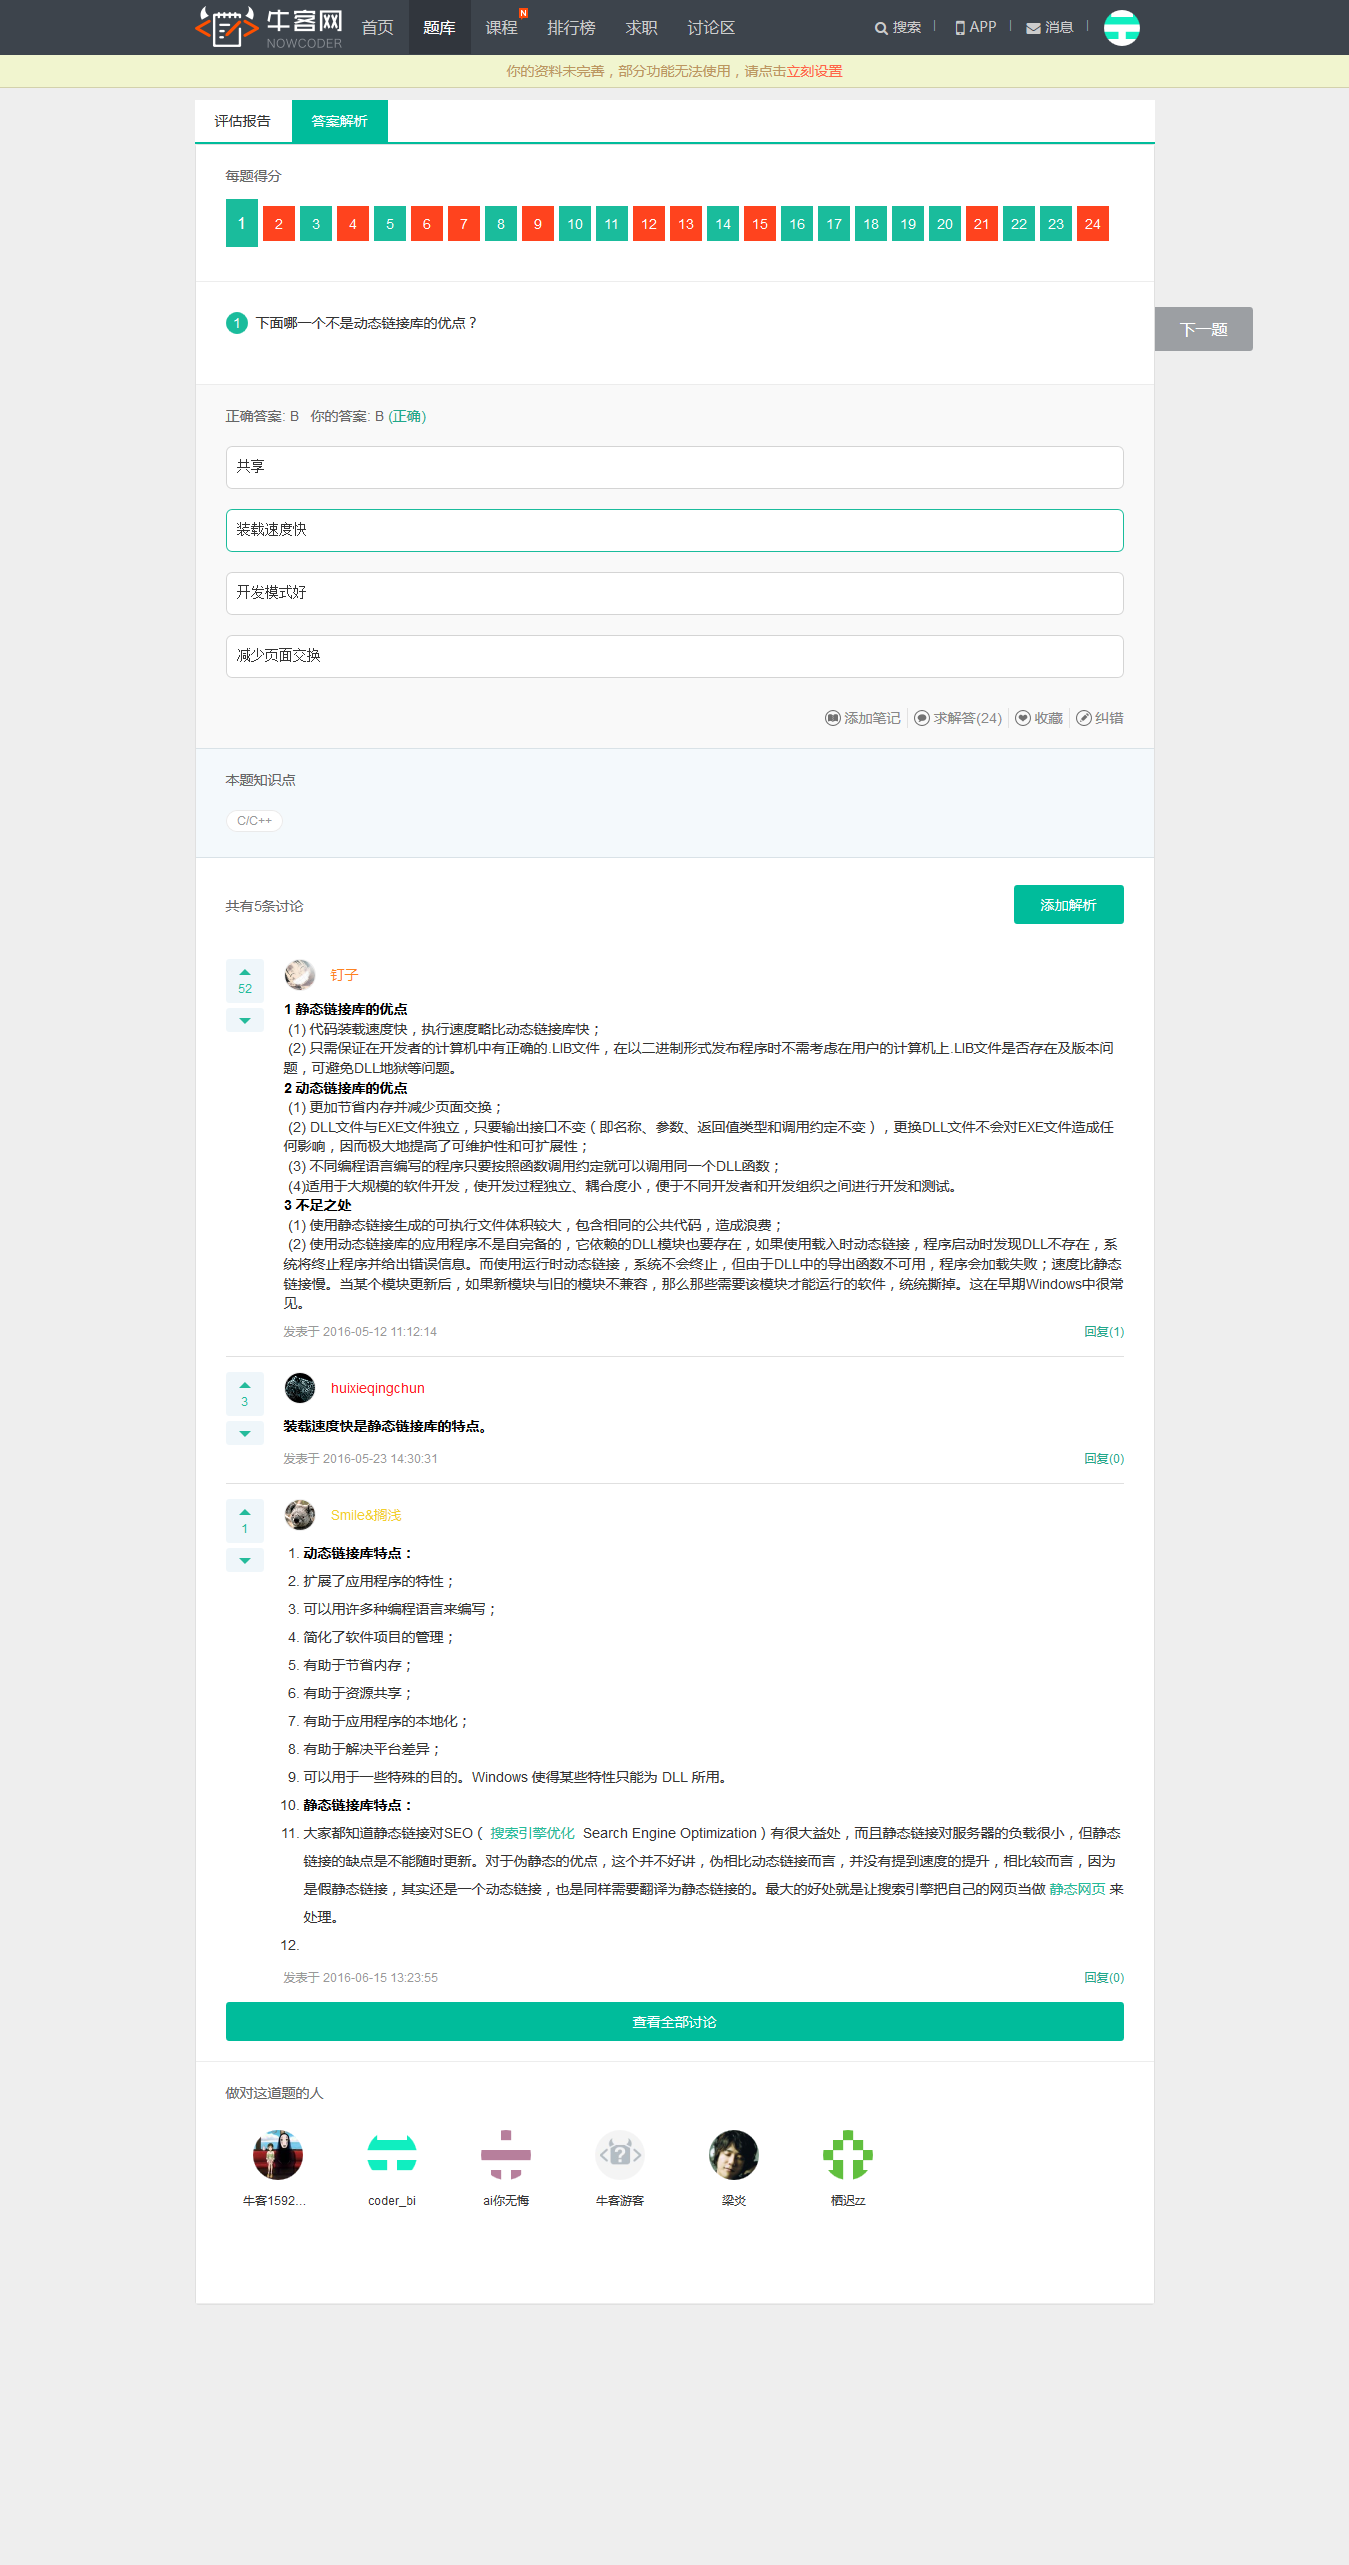 牛客网
NOWCODER
首页 题库 课程 N 排行榜 求职 讨论区 搜索 APP 消息
你的资料未完善，部分功能无法使用，请点击立刻设置
评估报告 答案解析
每题得分
1 2 3 4 5 6 7 8 9 10 11 12 13 14 15 16 17 18 19 20 21 22 23 24
1 下面哪一个不是动态链接库的优点？
下一题
正确答案: B 你的答案: B (正确)
共享
装载速度快
开发模式好
减少页面交换
添加笔记 求解答(24) 收藏 纠错
本题知识点
C/C++
共有5条讨论
添加解析
52
钉子
1 静态链接库的优点
(1) 代码装载速度快，执行速度略比动态链接库快；
(2) 只需保证在开发者的计算机中有正确的.LIB文件，在以二进制形式发布程序时不需考虑在用户的计算机上.LIB文件是否存在及版本问
题，可避免DLL地狱等问题。
2 动态链接库的优点
(1) 更加节省内存并减少页面交换；
(2) DLL文件与EXE文件独立，只要输出接口不变（即名称、参数、返回值类型和调用约定不变），更换DLL文件不会对EXE文件造成任
何影响，因而极大地提高了可维护性和可扩展性；
(3) 不同编程语言编写的程序只要按照函数调用约定就可以调用同一个DLL函数；
(4)适用于大规模的软件开发，使开发过程独立、耦合度小，便于不同开发者和开发组织之间进行开发和测试。
3 不足之处
(1) 使用静态链接生成的可执行文件体积较大，包含相同的公共代码，造成浪费；
(2) 使用动态链接库的应用程序不是自完备的，它依赖的DLL模块也要存在，如果使用载入时动态链接，程序启动时发现DLL不存在，系
统将终止程序并给出错误信息。而使用运行时动态链接，系统不会终止，但由于DLL中的导出函数不可用，程序会加载失败；速度比静态
链接慢。当某个模块更新后，如果新模块与旧的模块不兼容，那么那些需要该模块才能运行的软件，统统撕掉。这在早期Windows中很常
见。
发表于 2016-05-12 11:12:14 回复(1)
3
huixieqingchun
装载速度快是静态链接库的特点。
发表于 2016-05-23 14:30:31 回复(0)
1
Smile&搁浅
1. 动态链接库特点：
2. 扩展了应用程序的特性；
3. 可以用许多种编程语言来编写；
4. 简化了软件项目的管理；
5. 有助于节省内存；
6. 有助于资源共享；
7. 有助于应用程序的本地化；
8. 有助于解决平台差异；
9. 可以用于一些特殊的目的。Windows 使得某些特性只能为 DLL 所用。
10. 静态链接库特点：
11. 大家都知道静态链接对SEO（ 搜索引擎优化 Search Engine Optimization）有很大益处，而且静态链接对服务器的负载很小，但静态
链接的缺点是不能随时更新。对于伪静态的优点，这个并不好讲，伪相比动态链接而言，并没有提到速度的提升，相比较而言，因为
是假静态链接，其实还是一个动态链接，也是同样需要翻译为静态链接的。最大的好处就是让搜索引擎把自己的网页当做 静态网页 来
处理。
12.
发表于 2016-06-15 13:23:55 回复(0)
查看全部讨论
做对这道题的人
牛客1592... coder_bi ai你无悔 牛客游客 梁炎 栖迟zz